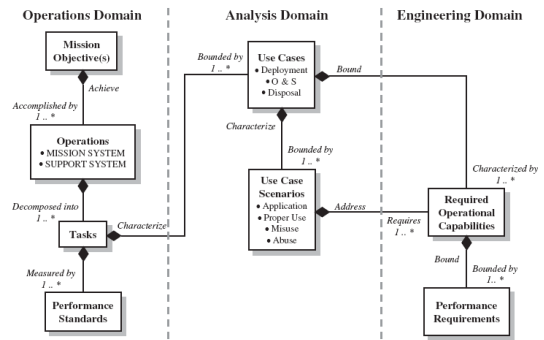 Operations Domain
Analysis Domain
Engineering Domain
Mission
Objective(s)
Achieve
Accomplished by
1 .. *
Operations
• MISSION SYSTEM
• SUPPORT SYSTEM
Decomposed into
1 .. *
Tasks
Characterize
Measured by
1 .. *
Performance
Standards
Bounded by
1 .. *
Use Cases
• Deployment
• O & S
• Disposal
Bound
Characterize
Bounded by
1 .. *
Use Case
Scenarios
• Application
• Proper Use
• Misuse
• Abuse
Address
Requires
1 .. *
Characterized by
1 .. *
Required
Operational
Capabilities
Bound
Bounded by
1.. *
Performance
Requirements